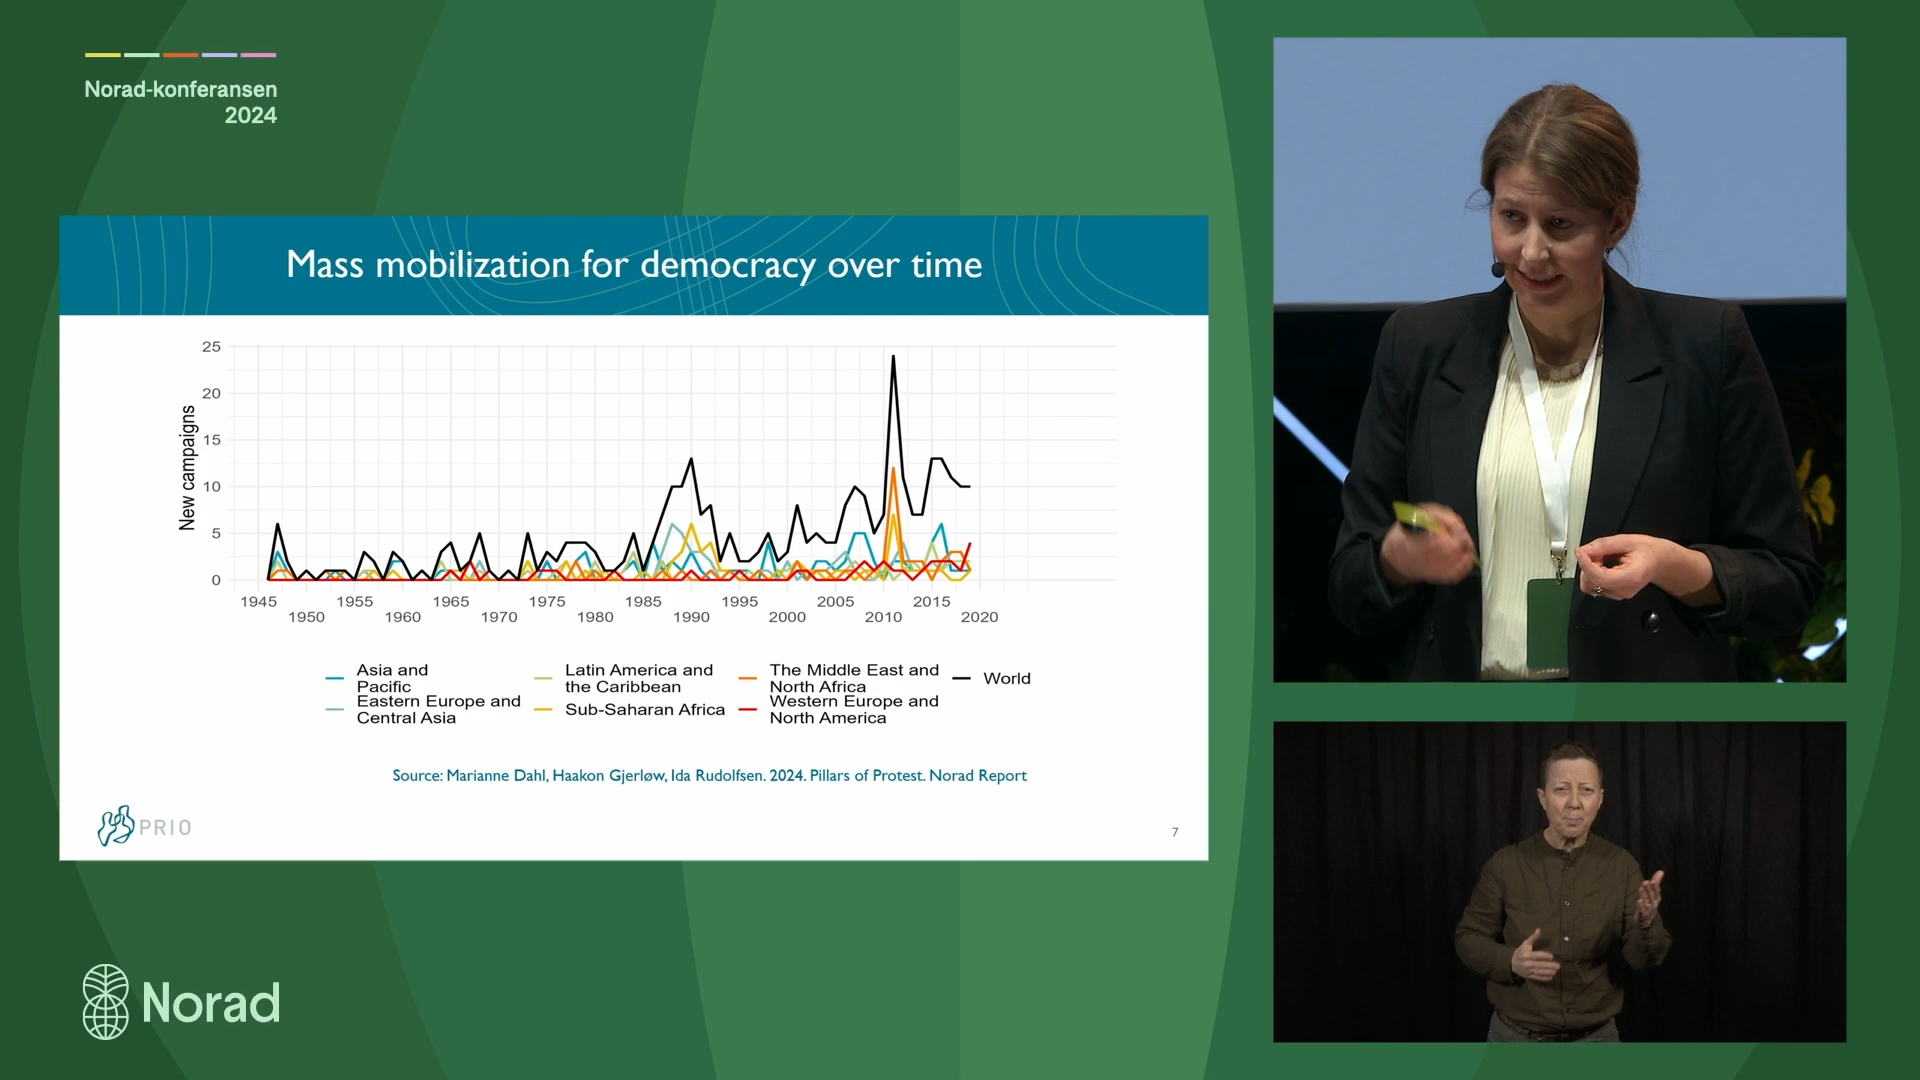 Norad-konferansen
2024
Mass mobilization for democracy over time
New campaigns
25
20
15
10
5
0
1945
1955
1965
1975
1985
1995
2005
2015
1950
1960
1970
1980
1990
2000
2010
2020
Asia and
Pacific
Eastern Europe and
Central Asia
Latin America and
the Caribbean
Sub-Saharan Africa
The Middle East and
North Africa
Western Europe and
North America
World
Source: Marianne Dahl, Haakon Gjerløw, Ida Rudolfsen. 2024. Pillars of Protest. Norad Report
PRIO
7
Norad